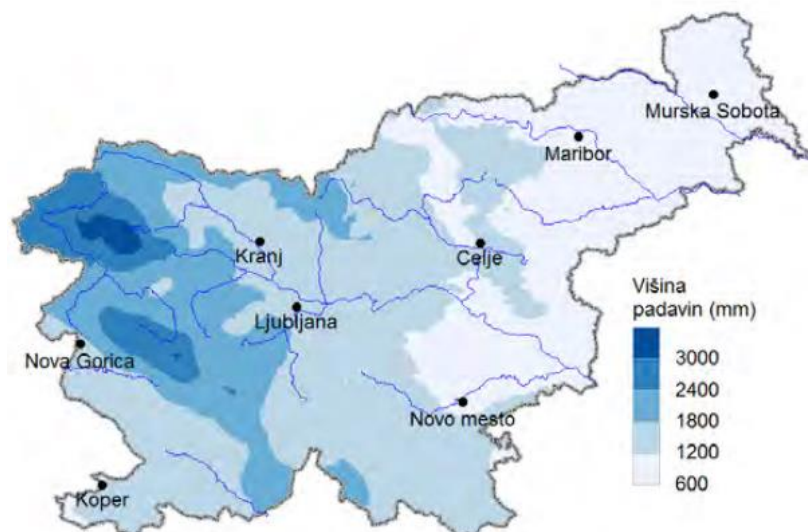 Murska Sobota
Maribor
Kranj
Celje
Ljubljana
Nova Gorica
Novo mesto
Koper
Višina
padavin (mm)
3000
2400
1800
1200
600